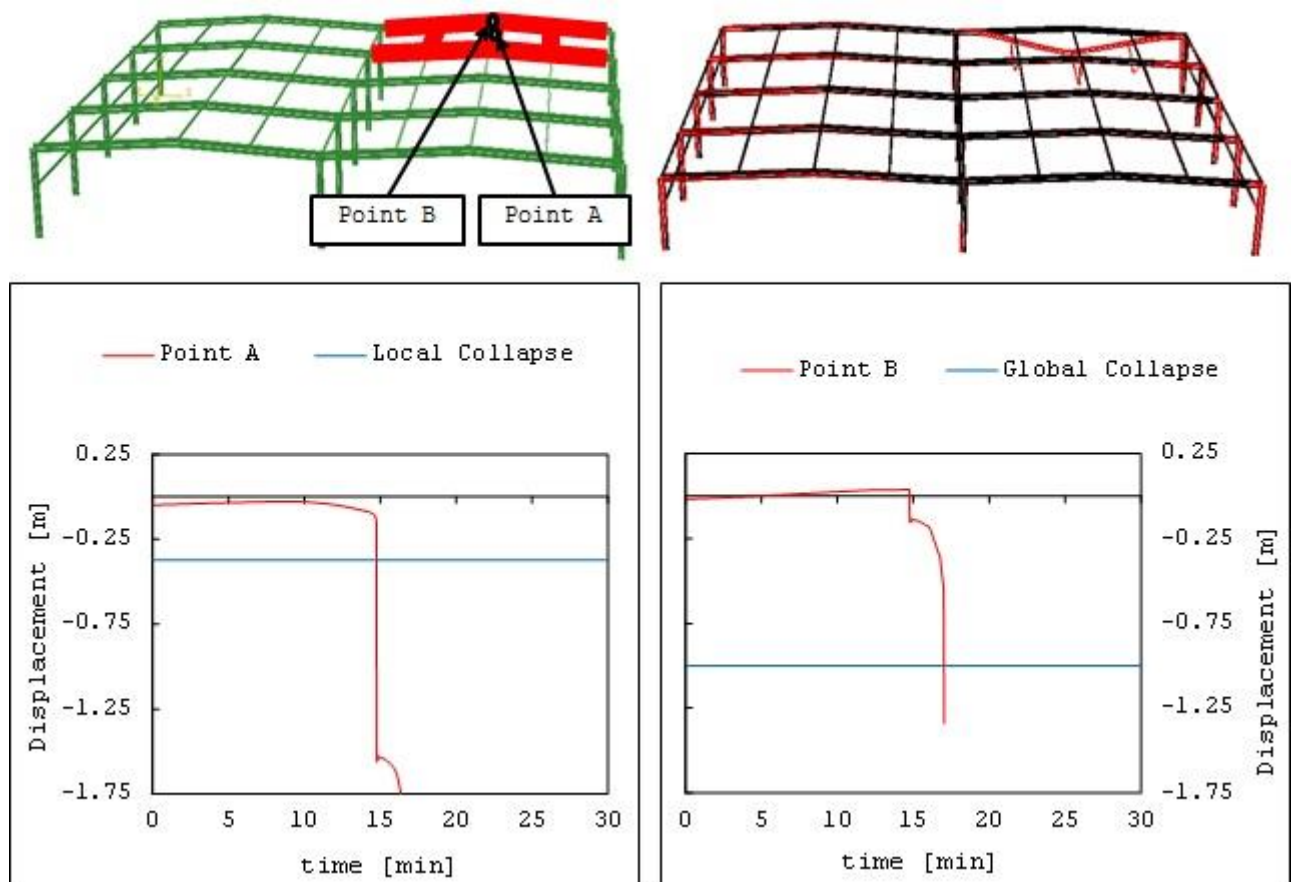 Point B
Point A
Point A
Local Collapse
0.25
-0.25
-0.75
-1.25
-1.75
Displacement [m]
0 5 10 15 20 25 30
time [min]
Point B
Global Collapse
0.25
-0.25
-0.75
-1.25
-1.75
Displacement [m]
0 5 10 15 20 25 30
time [min]